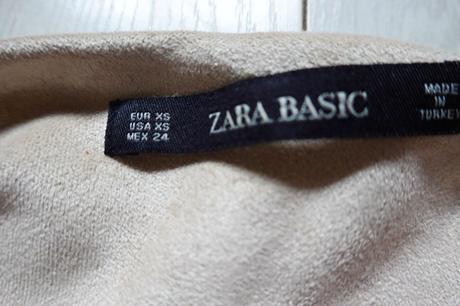 EUR XS
USA XS
MEX 24
ZARA BASIC
MADE
IN
TURKEY